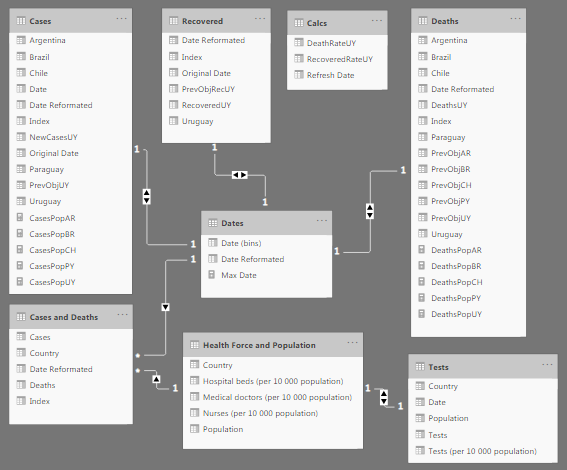 Cases
Argentina
Brazil
Chile
Date
Date Reformated
Index
NewCasesUY
Original Date
Paraguay
PrevObjUY
Uruguay
CasesPopAR
CasesPopBR
CasesPopCH
CasesPopPY
CasesPopUY
Recovered
Date Reformated
Index
Original Date
PrevObjRecUY
RecoveredUY
Uruguay
Calcs
DeathRateUY
RecoveredRateUY
Refresh Date
Deaths
Argentina
Brazil
Chile
Date Reformated
DeathsUY
Index
Paraguay
PrevObjAR
PrevObjBR
PrevObjCH
PrevObjPY
PrevObjUY
Uruguay
DeathsPopAR
DeathsPopBR
DeathsPopCH
DeathsPopPY
DeathsPopUY
1
1
1
1
1
1
1
Dates
Date (bins)
Date Reformated
Max Date
Cases and Deaths
Cases
Country
Date Reformated
Deaths
Index
*
*
1
Health Force and Population
Country
Hospital beds (per 10 000 population)
Medical doctors (per 10 000 population)
Nurses (per 10 000 population)
Population
1
1
Tests
Country
Date
Population
Tests
Tests (per 10 000 population)